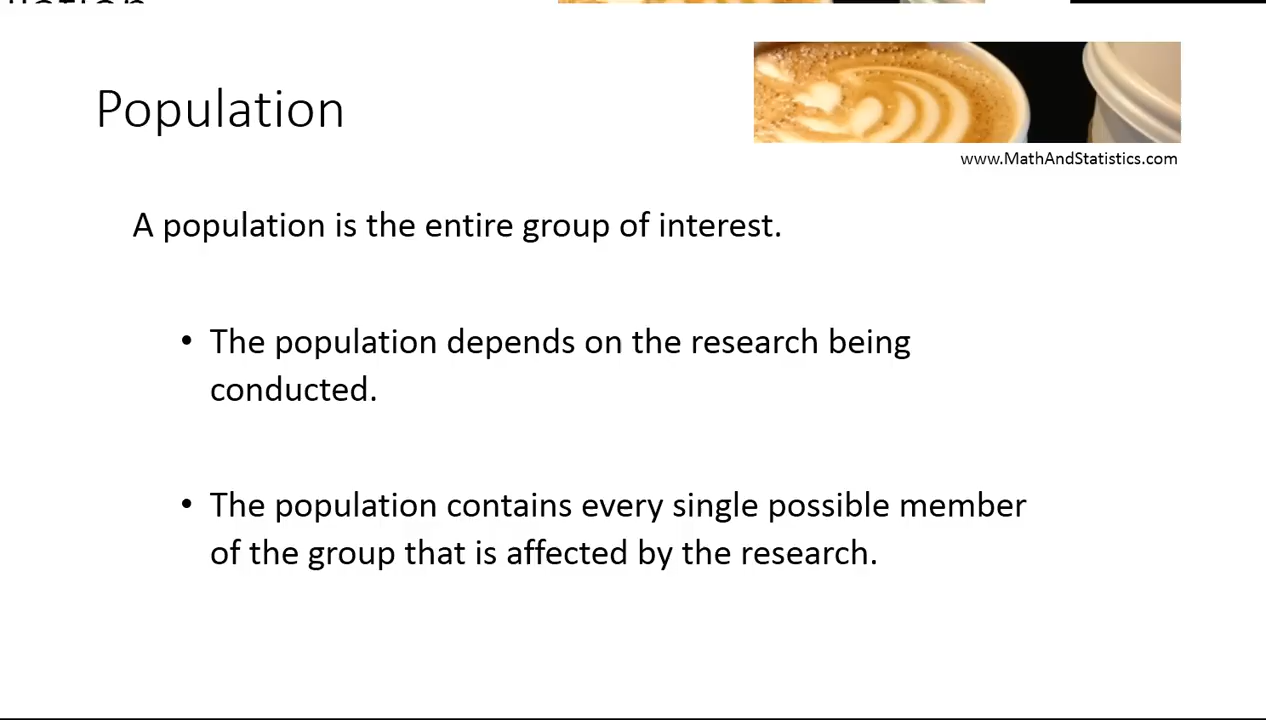 Population
www.MathAndStatistics.com
A population is the entire group of interest.
• The population depends on the research being
conducted.
• The population contains every single possible member
of the group that is affected by the research.